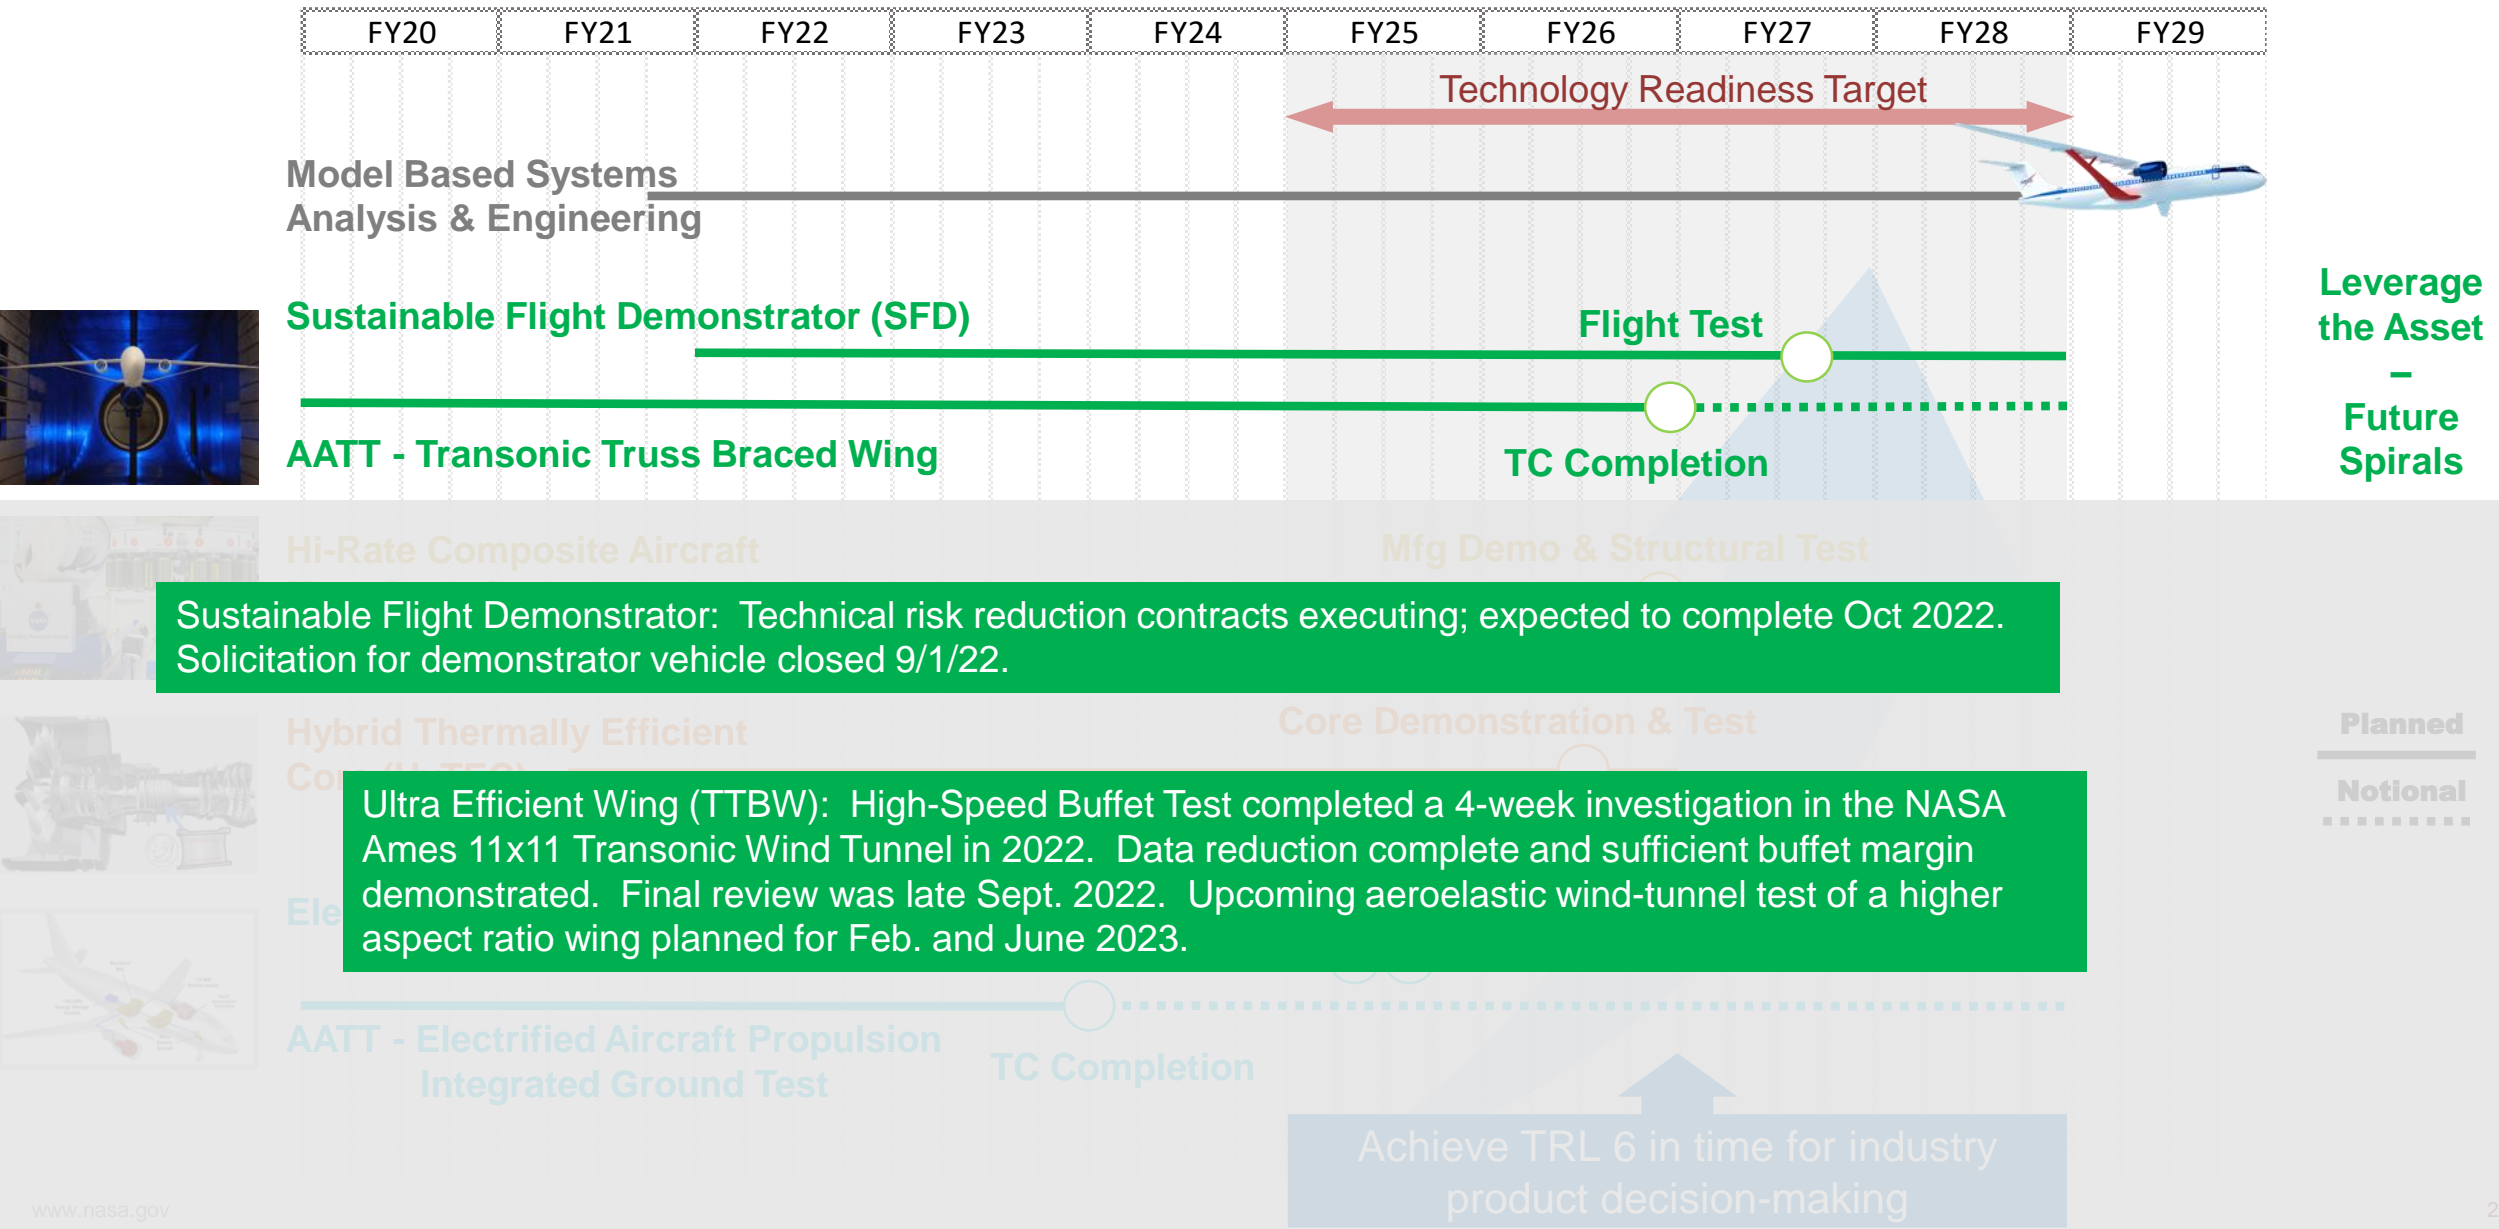 FY20 FY21 FY22 FY23 FY24 FY25 FY26 FY27 FY28 FY29
Technology Readiness Target
Model Based Systems
Analysis & Engineering
Sustainable Flight Demonstrator (SFD)
Flight Test
AATT - Transonic Truss Braced Wing
TC Completion
Leverage
the Asset
–
Future
Spirals
Hi-Rate Composite Aircraft
Mfg Demo & Structural Test
Sustainable Flight Demonstrator: Technical risk reduction contracts executing; expected to complete Oct 2022.
Solicitation for demonstrator vehicle closed 9/1/22.
Hybrid Thermally Efficient
Core Demonstration & Test
Planned
Notional
Ultra Efficient Wing (TTBW): High-Speed Buffet Test completed a 4-week investigation in the NASA
Ames 11x11 Transonic Wind Tunnel in 2022. Data reduction complete and sufficient buffet margin
demonstrated. Final review was late Sept. 2022. Upcoming aeroelastic wind-tunnel test of a higher
aspect ratio wing planned for Feb. and June 2023.
AATT - Electrified Aircraft Propulsion
Integrated Ground Test
TC Completion
Achieve TRL 6 in time for industry
product decision-making
www.nasa.gov
2